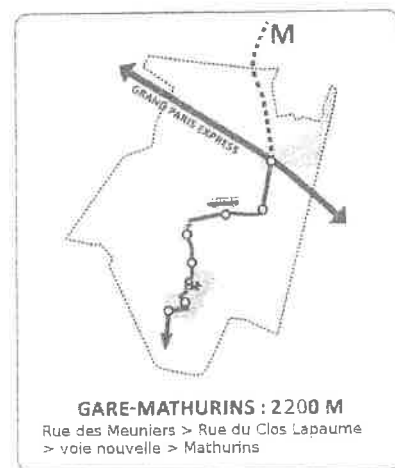 M
GRAND PARIS EXPRESS
GARE-MATHURINS : 2200 M
Rue des Meuniers > Rue du Clos Lapaume
> voie nouvelle > Mathurins